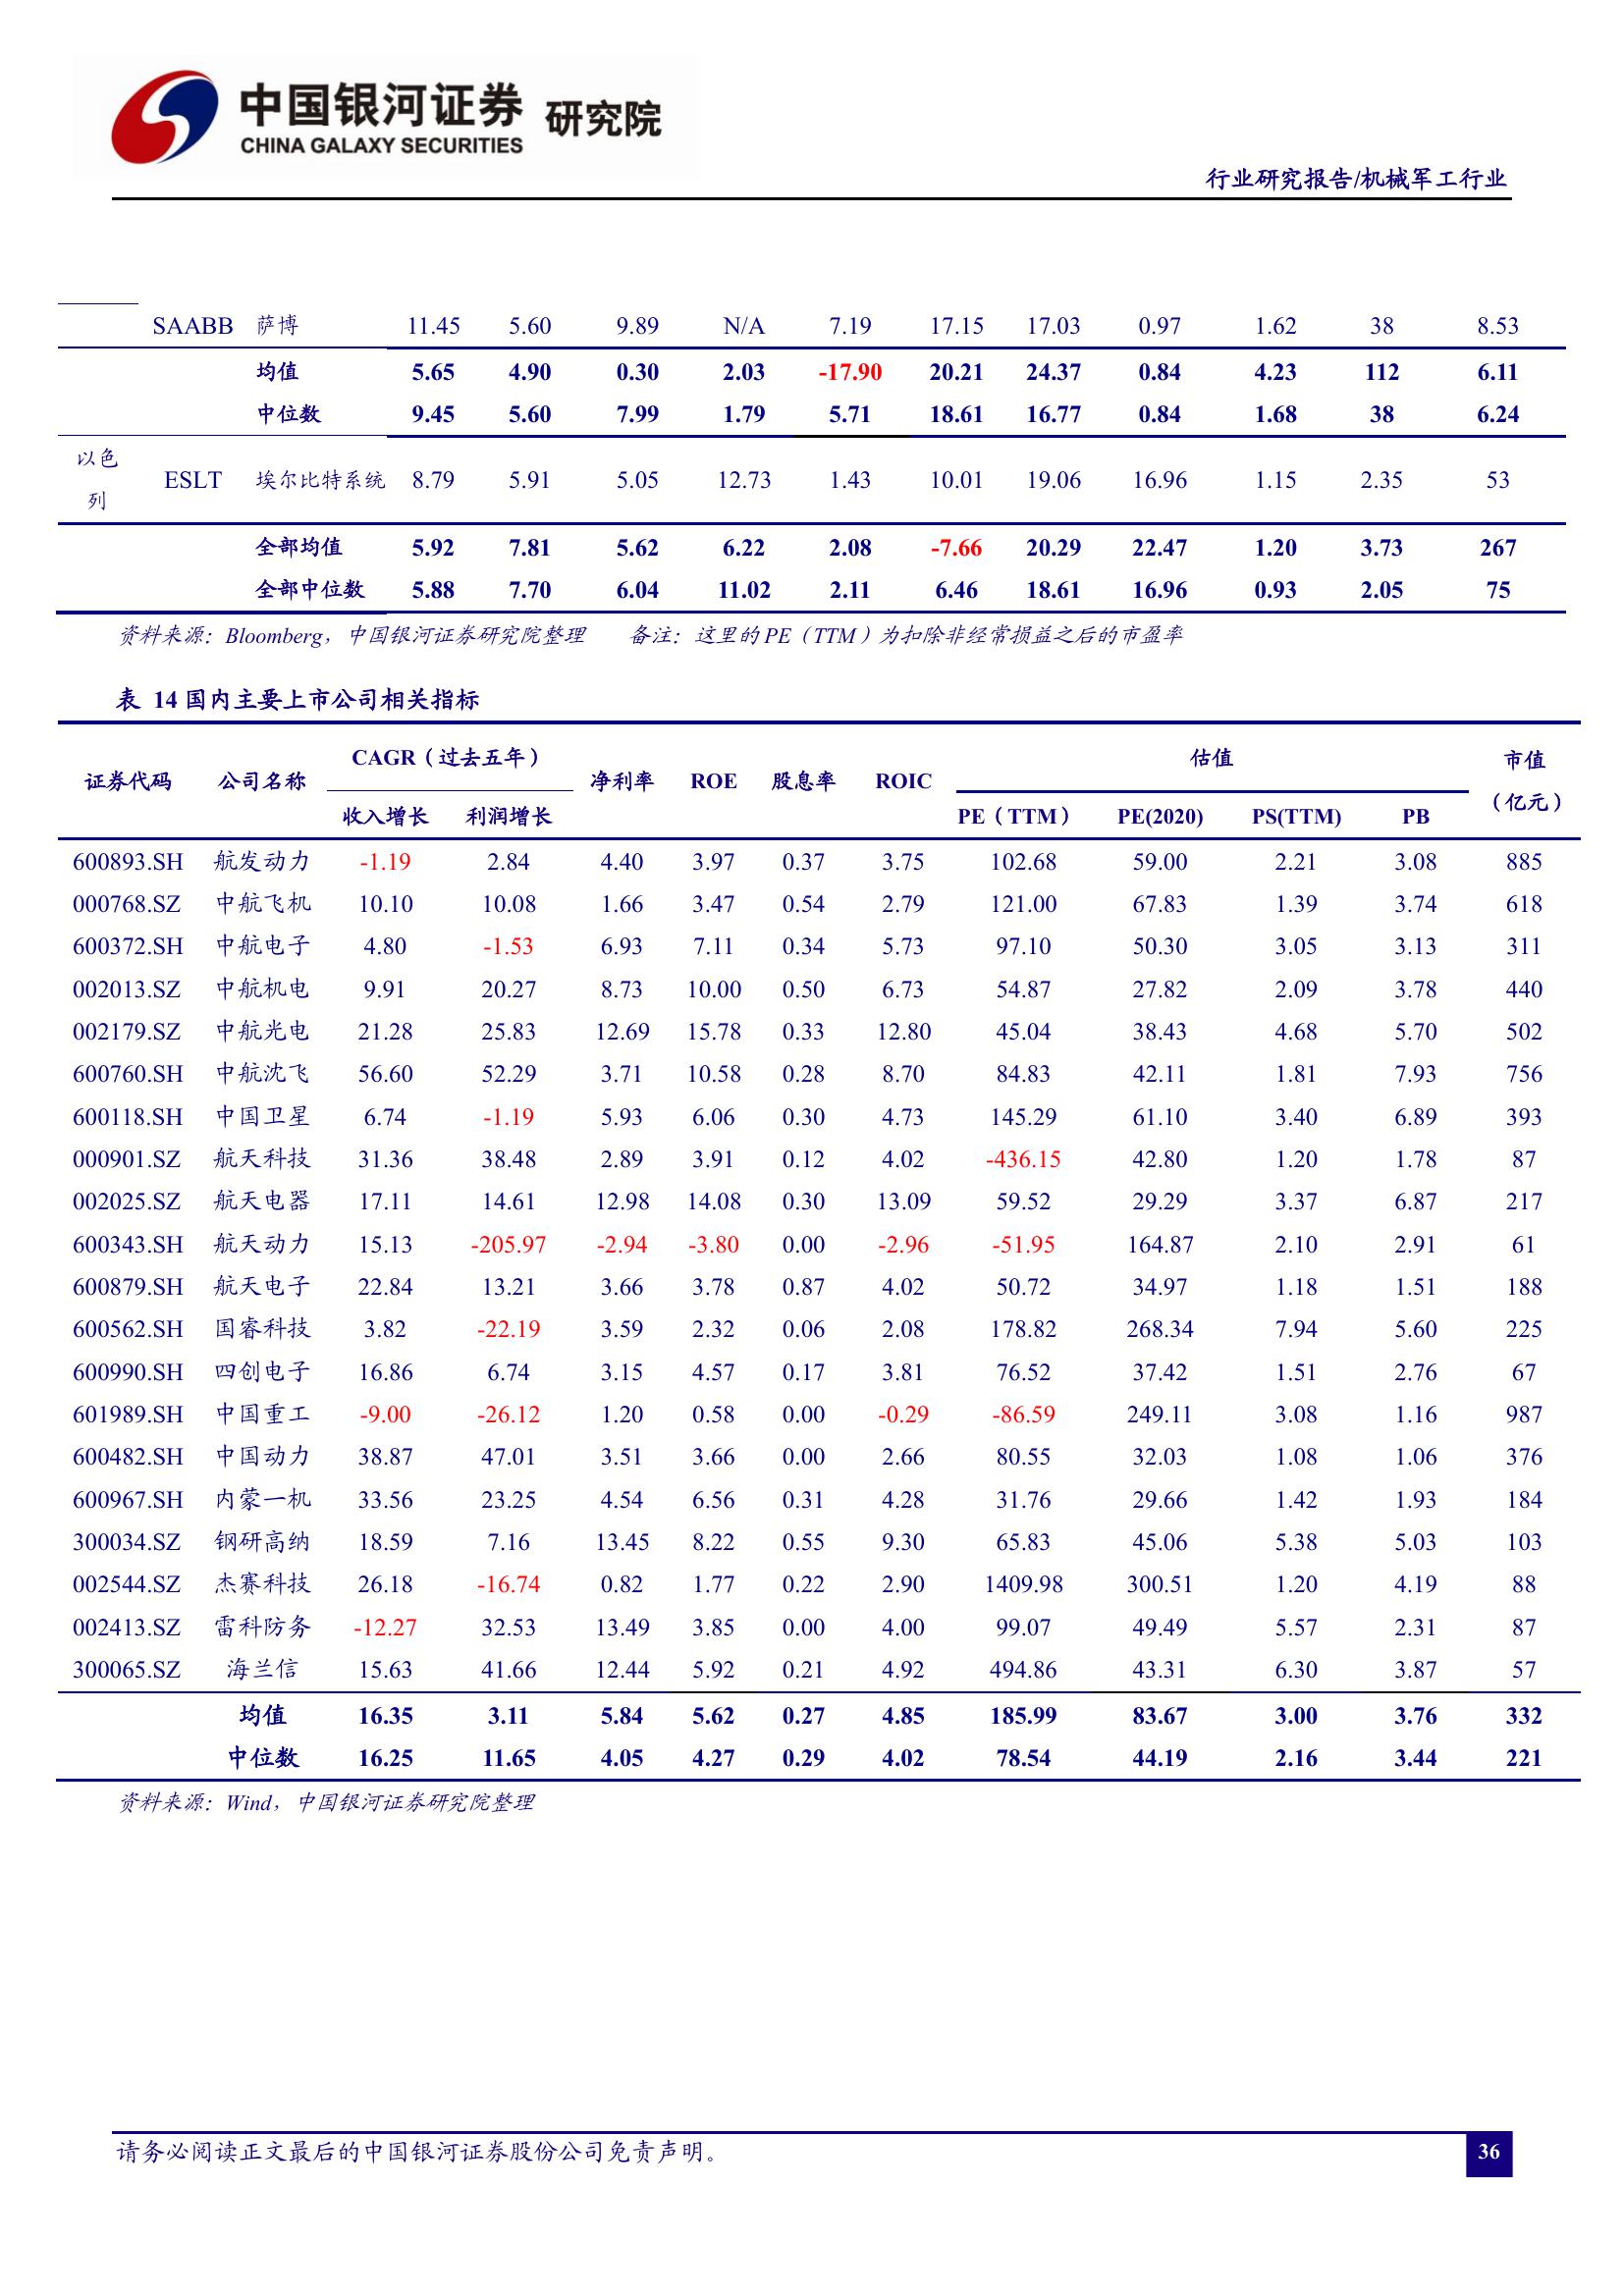 中国银河证券 研究院
CHINA GALAXY SECURITIES
行业研究报告/机械军工行业
SAABB 萨博 11.45 5.60 9.89 N/A 7.19 17.15 17.03 0.97 1.62 38 8.53
均值 5.65 4.90 0.30 2.03 -17.90 20.21 24.37 0.84 4.23 112 6.11
中位数 9.45 5.60 7.99 1.79 5.71 18.61 16.77 0.84 1.68 38 6.24
以色
列
ESLT 埃尔比特系统 8.79 5.91 5.05 12.73 1.43 10.01 19.06 16.96 1.15 2.35 53
全部均值 5.92 7.81 5.62 6.22 2.08 -7.66 20.29 22.47 1.20 3.73 267
全部中位数 5.88 7.70 6.04 11.02 2.11 6.46 18.61 16.96 0.93 2.05 75
资料来源：Bloomberg，中国银河证券研究院整理 备注：这里的 PE（TTM）为扣除非经常损益之后的市盈率
表 14 国内主要上市公司相关指标
证券代码 公司名称 CAGR（过去五年） 净利率 ROE 股息率 ROIC 估值 市值
（亿元）
收入增长 利润增长 PE（TTM） PE(2020) PS(TTM) PB
600893.SH 航发动力 -1.19 2.84 4.40 3.97 0.37 3.75 102.68 59.00 2.21 3.08 885
000768.SZ 中航飞机 10.10 10.08 1.66 3.47 0.54 2.79 121.00 67.83 1.39 3.74 618
600372.SH 中航电子 4.80 -1.53 6.93 7.11 0.34 5.73 97.10 50.30 3.05 3.13 311
002013.SZ 中航机电 9.91 20.27 8.73 10.00 0.50 6.73 54.87 27.82 2.09 3.78 440
002179.SZ 中航光电 21.28 25.83 12.69 15.78 0.33 12.80 45.04 38.43 4.68 5.70 502
600760.SH 中航沈飞 56.60 52.29 3.71 10.58 0.28 8.70 84.83 42.11 1.81 7.93 756
600118.SH 中国卫星 6.74 -1.19 5.93 6.06 0.30 4.73 145.29 61.10 3.40 6.89 393
000901.SZ 航天科技 31.36 38.48 2.89 3.91 0.12 4.02 -436.15 42.80 1.20 1.78 87
002025.SZ 航天电器 17.11 14.61 12.98 14.08 0.30 13.09 59.52 29.29 3.37 6.87 217
600343.SH 航天动力 15.13 -205.97 -2.94 -3.80 0.00 -2.96 -51.95 164.87 2.10 2.91 61
600879.SH 航天电子 22.84 13.21 3.66 3.78 0.87 4.02 50.72 34.97 1.18 1.51 188
600562.SH 国睿科技 3.82 -22.19 3.59 2.32 0.06 2.08 178.82 268.34 7.94 5.60 225
600990.SH 四创电子 16.86 6.74 3.15 4.57 0.17 3.81 76.52 37.42 1.51 2.76 67
601989.SH 中国重工 -9.00 -26.12 1.20 0.58 0.00 -0.29 -86.59 249.11 3.08 1.16 987
600482.SH 中国动力 38.87 47.01 3.51 3.66 0.00 2.66 80.55 32.03 1.08 1.06 376
600967.SH 内蒙一机 33.56 23.25 4.54 6.56 0.31 4.28 31.76 29.66 1.42 1.93 184
300034.SZ 钢研高纳 18.59 7.16 13.45 8.22 0.55 9.30 65.83 45.06 5.38 5.03 103
002544.SZ 杰赛科技 26.18 -16.74 0.82 1.77 0.22 2.90 1409.98 300.51 1.20 4.19 88
002413.SZ 雷科防务 -12.27 32.53 13.49 3.85 0.00 4.00 99.07 49.49 5.57 2.31 87
300065.SZ 海兰信 15.63 41.66 12.44 5.92 0.21 4.92 494.86 43.31 6.30 3.87 57
均值 16.35 3.11 5.84 5.62 0.27 4.85 185.99 83.67 3.00 3.76 332
中位数 16.25 11.65 4.05 4.27 0.29 4.02 78.54 44.19 2.16 3.44 221
资料来源：Wind，中国银河证券研究院整理
请务必阅读正文最后的中国银河证券股份公司免责声明。 36